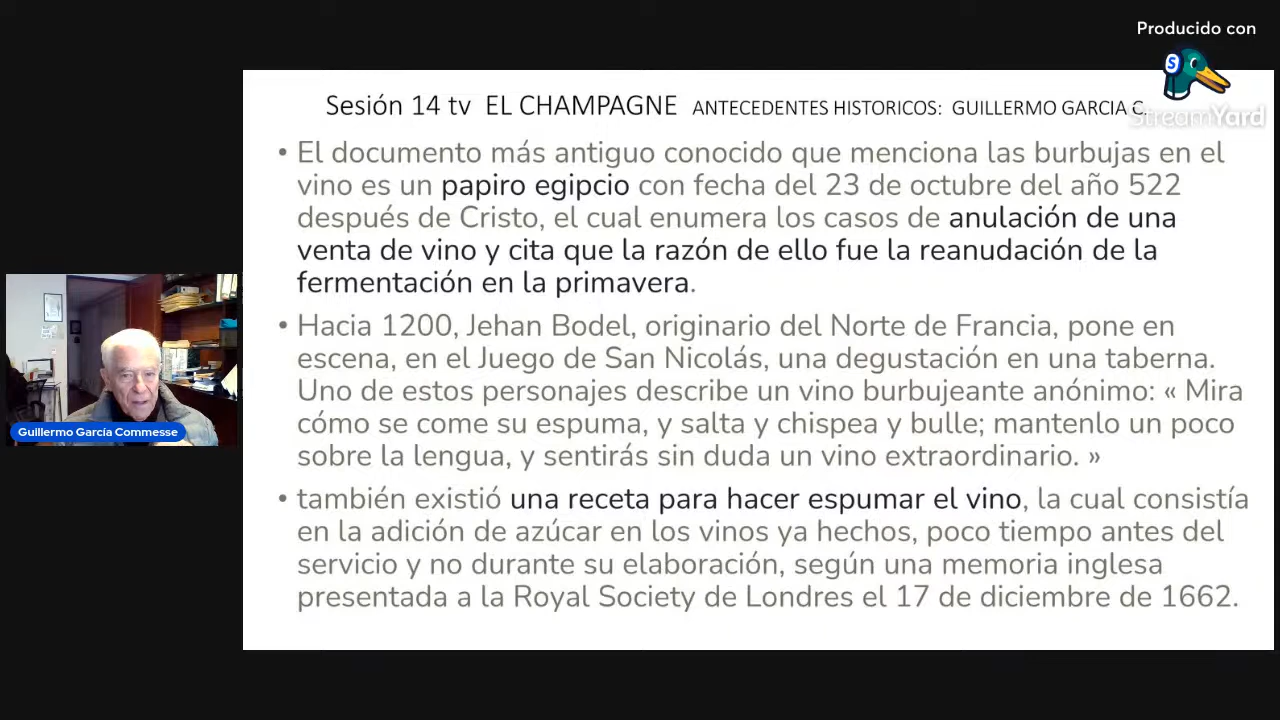 Producido con
S
StreamYard
Sesión 14 tv EL CHAMPAGNE ANTECEDENTES HISTORICOS: GUILLERMO GARCIA C.
• El documento más antiguo conocido que menciona las burbujas en el
vino es un papiro egipcio con fecha del 23 de octubre del año 522
después de Cristo, el cual enumera los casos de anulación de una
venta de vino y cita que la razón de ello fue la reanudación de la
fermentación en la primavera.
• Hacia 1200, Jehan Bodel, originario del Norte de Francia, pone en
escena, en el Juego de San Nicolás, una degustación en una taberna.
Uno de estos personajes describe un vino burbujeante anónimo: « Mira
cómo se come su espuma, y salta y chispea y bulle; mantenlo un poco
sobre la lengua, y sentirás sin duda un vino extraordinario. »
• también existió una receta para hacer espumar el vino, la cual consistía
en la adición de azúcar en los vinos ya hechos, poco tiempo antes del
servicio y no durante su elaboración, según una memoria inglesa
presentada a la Royal Society de Londres el 17 de diciembre de 1662.
Guillermo García Commesse